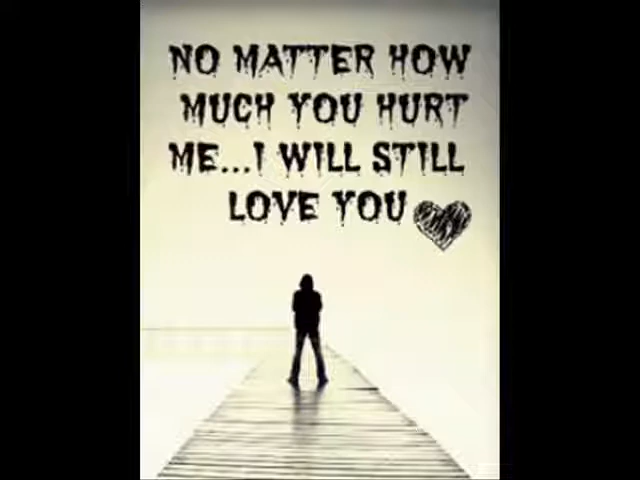 NO MATTER HOW
MUCH YOU HURT
ME...I WILL STILL
LOVE YOU